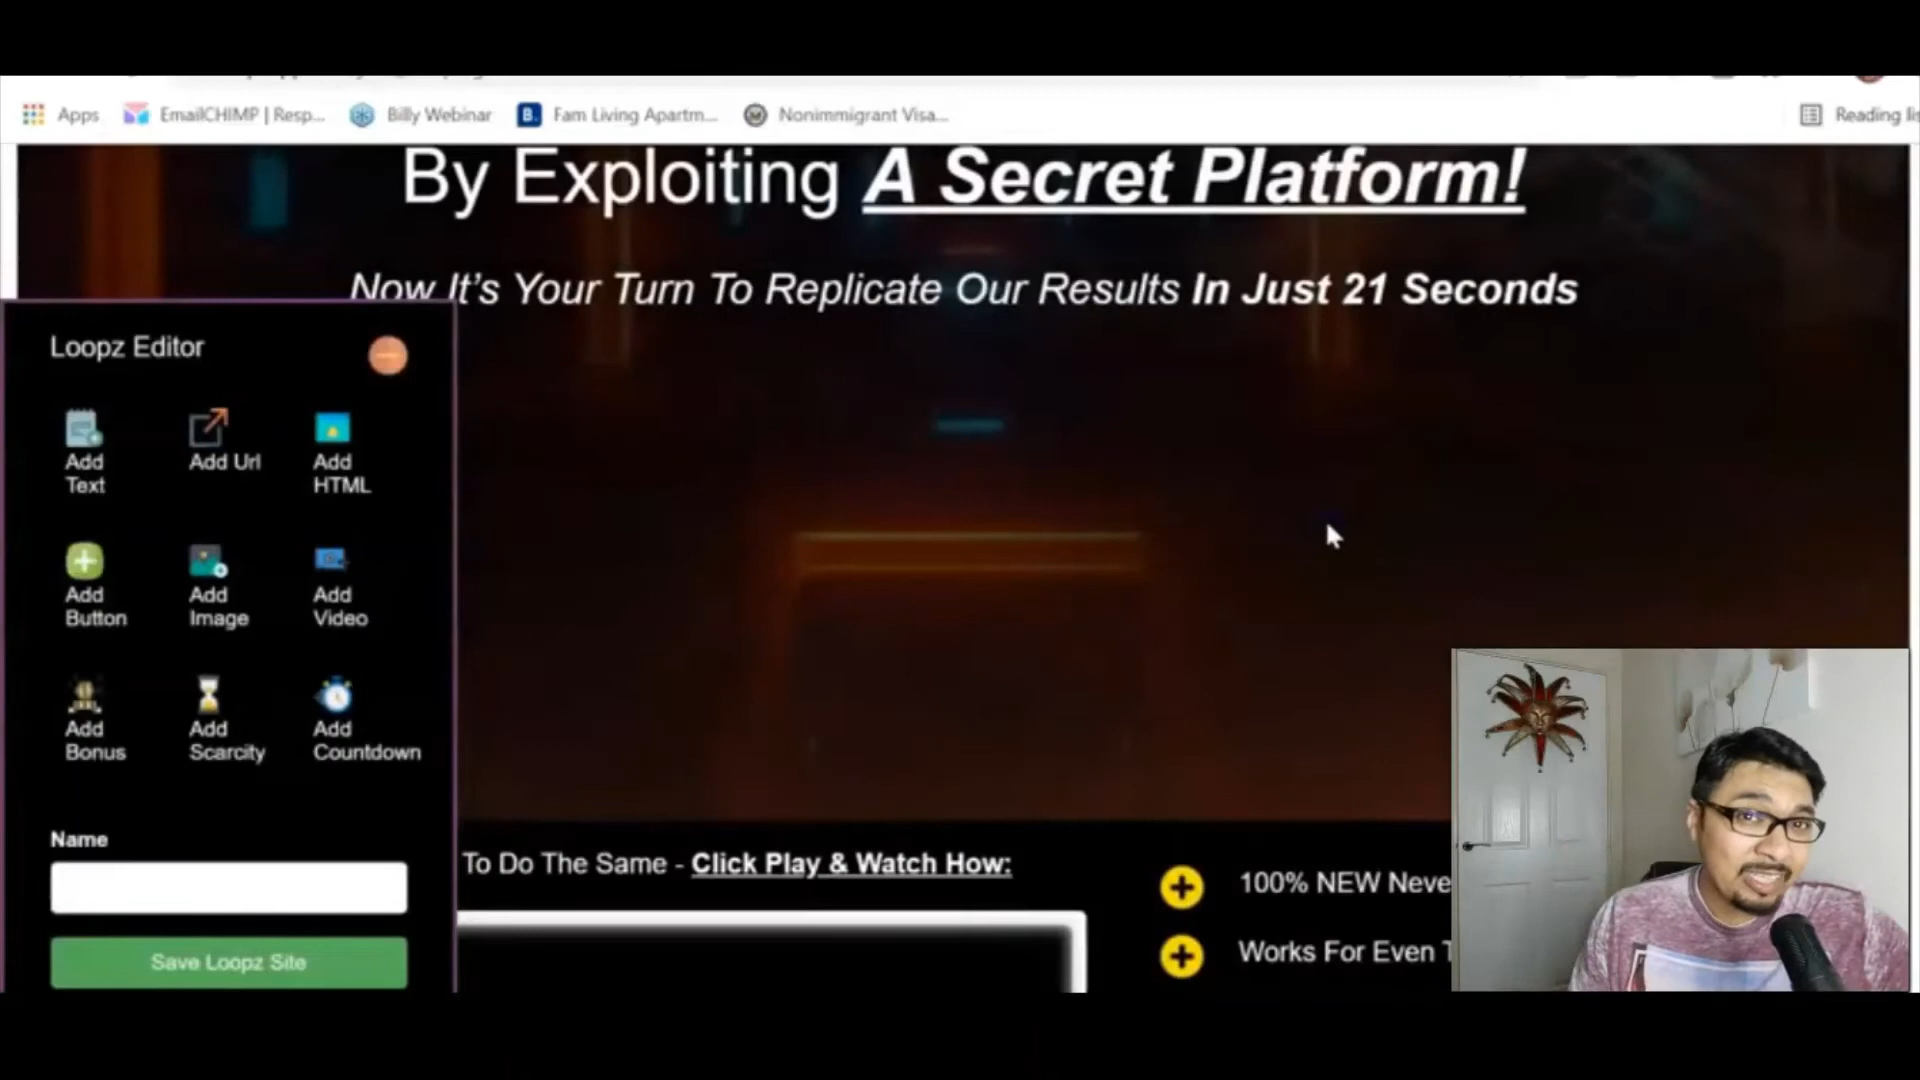 Apps EmailCHIMP | Resp... Billy Webinar B. Fam Living Apartm... Nonimmigrant Visa... Reading lis
By Exploiting A Secret Platform!
Now It's Your Turn To Replicate Our Results In Just 21 Seconds
Loopz Editor
Add Text
Add Url
Add HTML
Add Button
Add Image
Add Video
Add Bonus
Add Scarcity
Add Countdown
Name
Save Loopz Site
To Do The Same - Click Play & Watch How:
100% NEW Neve
Works For Even T